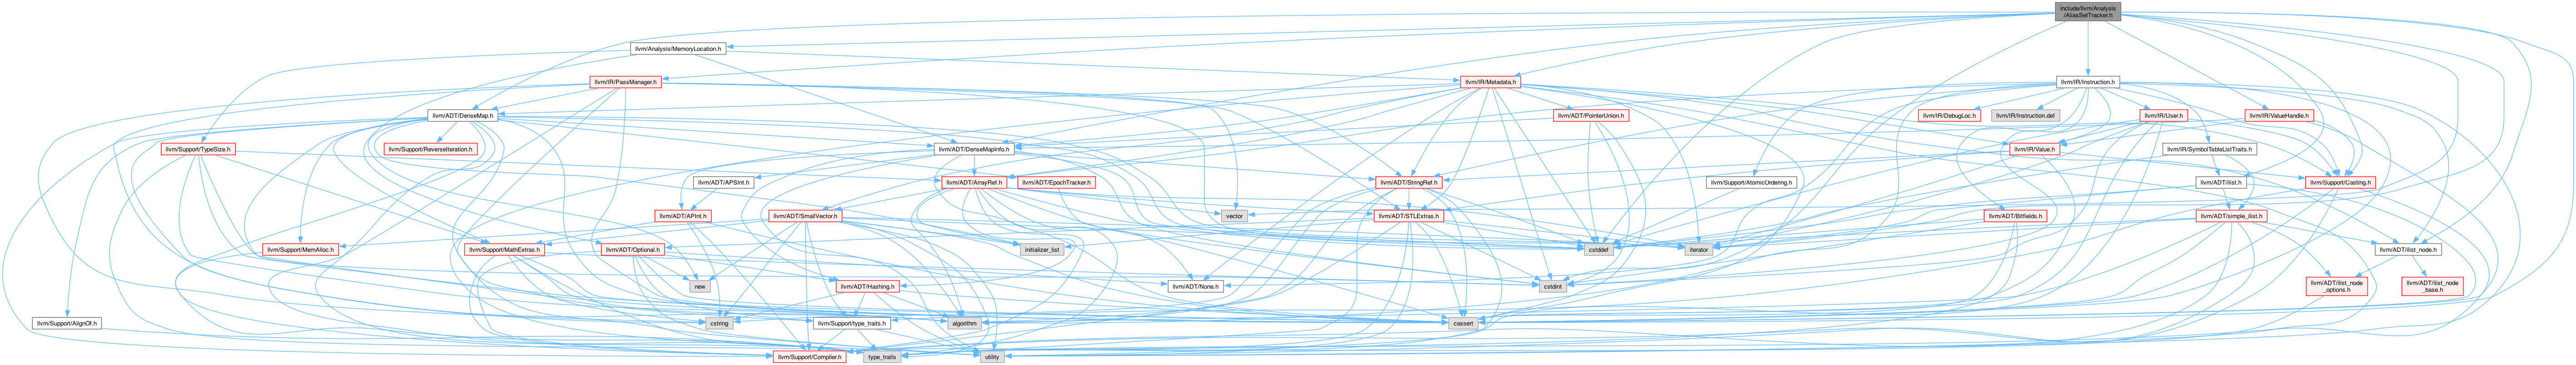 include/llvm/Analysis
/AliasSetTracker.h
llvm/Analysis/MemoryLocation.h
llvm/IR/PassManager.h
llvm/IR/Metadata.h
llvm/IR/Instruction.h
llvm/ADT/DenseMap.h
llvm/ADT/PointerUnion.h
llvm/IR/DebugLoc.h
llvm/IR/Instruction.def
llvm/IR/User.h
llvm/IR/ValueHandle.h
llvm/Support/TypeSize.h
llvm/Support/ReverseIteration.h
llvm/ADT/DenseMapInfo.h
llvm/IR/Value.h
llvm/IR/SymbolTableListTraits.h
llvm/ADT/APSInt.h
llvm/ADT/ArrayRef.h
llvm/ADT/EpochTracker.h
llvm/ADT/StringRef.h
llvm/Support/AtomicOrdering.h
llvm/ADT/ilist.h
llvm/Support/Casting.h
llvm/ADT/APInt.h
llvm/ADT/SmallVector.h
vector
llvm/ADT/STLExtras.h
llvm/ADT/Bitfields.h
llvm/ADT/simple_ilist.h
llvm/Support/MemAlloc.h
llvm/Support/MathExtras.h
llvm/ADT/Optional.h
initializer_list
cstddef
iterator
llvm/ADT/ilist_node.h
new
llvm/ADT/Hashing.h
llvm/ADT/None.h
cstdint
llvm/ADT/ilist_node
_options.h
llvm/ADT/ilist_node
_base.h
llvm/Support/AlignOf.h
cstring
llvm/Support/type_traits.h
algorithm
cassert
llvm/Support/Compiler.h
type_traits
utility